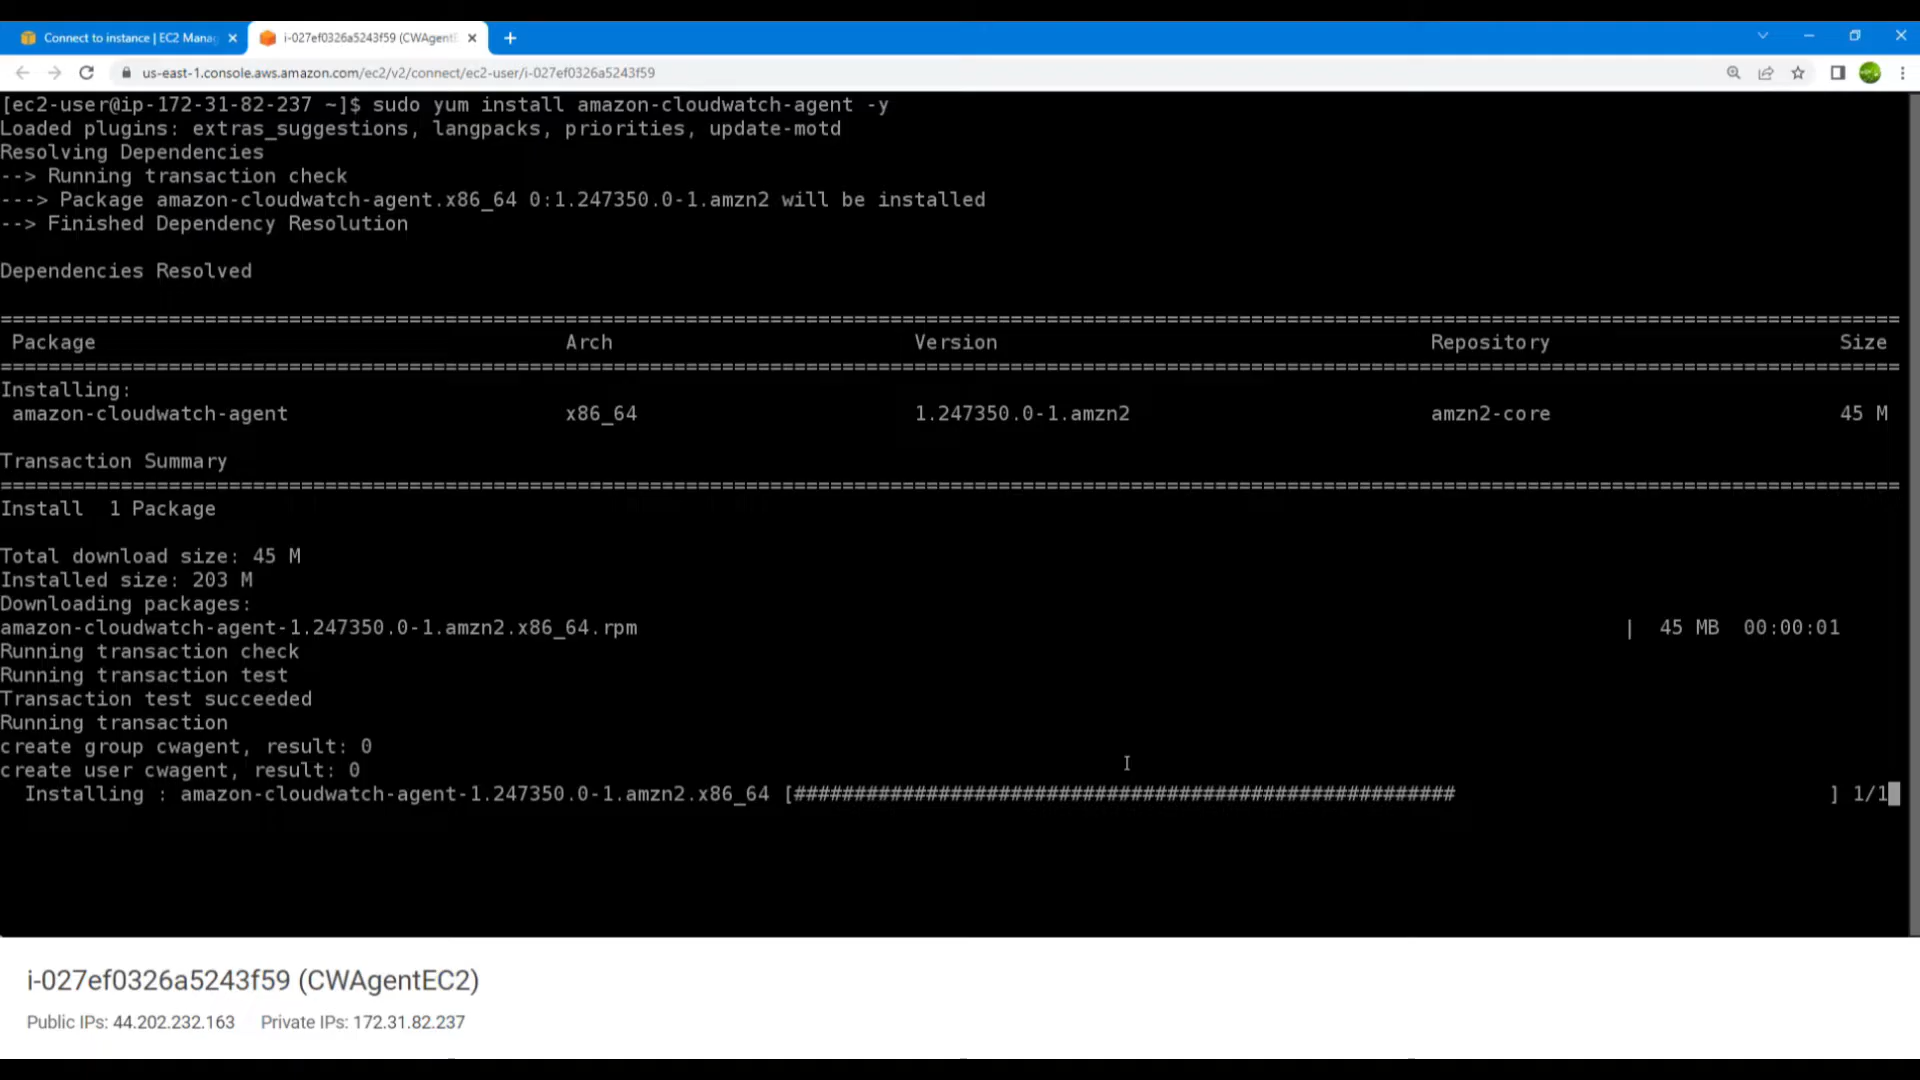 Connect to instance | EC2 Mana
i-027ef0326a5243f59 (CWAgentE
us-east-1.console.aws.amazon.com/ec2/v2/connect/ec2-user/i-027ef0326a5243f59
[ec2-user@ip-172-31-82-237 ~]$ sudo yum install amazon-cloudwatch-agent -y
Loaded plugins: extras_suggestions, langpacks, priorities, update-motd
Resolving Dependencies
--> Running transaction check
---> Package amazon-cloudwatch-agent.x86_64 0:1.247350.0-1.amzn2 will be installed
--> Finished Dependency Resolution
Dependencies Resolved
Package Arch Version Repository Size
Installing:
amazon-cloudwatch-agent x86_64 1.247350.0-1.amzn2 amzn2-core 45 M
Transaction Summary
Install 1 Package
Total download size: 45 M
Installed size: 203 M
Downloading packages:
amazon-cloudwatch-agent-1.247350.0-1.amzn2.x86_64.rpm | 45 MB 00:00:01
Running transaction check
Running transaction test
Transaction test succeeded
Running transaction
create group cwagent, result: 0
create user cwagent, result: 0
Installing : amazon-cloudwatch-agent-1.247350.0-1.amzn2.x86_64 [####################################################### ] 1/1
i-027ef0326a5243f59 (CWAgentEC2)
Public IPs: 44.202.232.163 Private IPs: 172.31.82.237